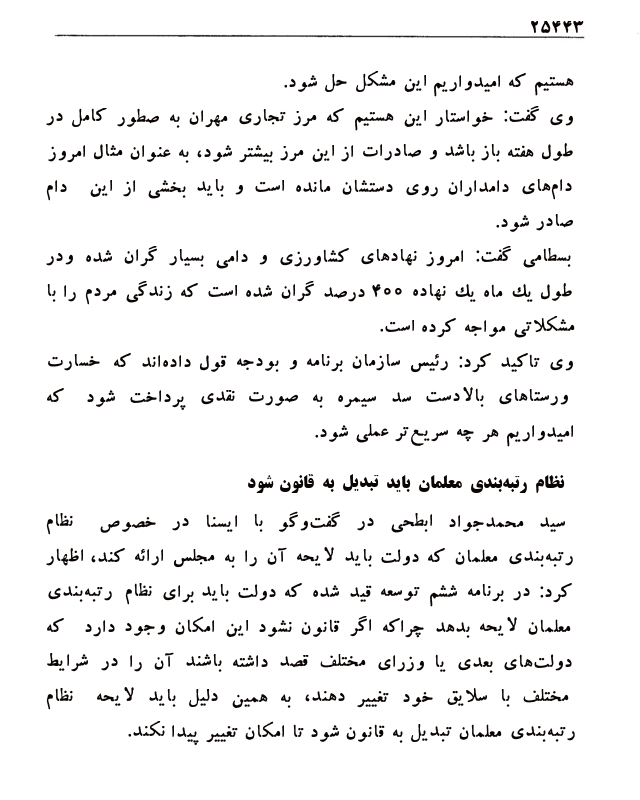 ۲۵۴۴۳
هستیم که امیدواریم این مشکل حل شود.
وی گفت: خواستار این هستیم که مرز تجاری مهران به صطور کامل در
طول هفته باز باشد و صادرات از این مرز بیشتر شود، به عنوان مثال امروز
دام‌های دامداران روی دستشان مانده است و باید بخشی از این دام
صادر شود.
بسطامی گفت: امروز نهادهای کشاورزی و دامی بسیار گران شده ودر
طول یك ماه یك نهاده ۴۰۰ درصد گران شده است که زندگی مردم را با
مشکلاتی مواجه کرده است.
وی تاکید کرد: رئیس سازمان برنامه و بودجه قول داده‌اند که خسارت
ورستاهای بالادست سد سیمره به صورت نقدی پرداخت شود که
امیدواریم هر چه سریع‌تر عملی شود.
نظام رتبه‌بندی معلمان باید تبدیل به قانون شود
سید محمدجواد ابطحی در گفت‌وگو با ایسنا در خصوص نظام
رتبه‌بندی معلمان که دولت باید لایحه آن را به مجلس ارائه کند، اظهار
کرد: در برنامه ششم توسعه قید شده که دولت باید برای نظام رتبه‌بندی
معلمان لایحه بدهد چراکه اگر قانون نشود این امکان وجود دارد که
دولت‌های بعدی یا وزرای مختلف قصد داشته باشند آن را در شرایط
مختلف با سلایق خود تغییر دهند، به همین دلیل باید لایحه نظام
رتبه‌بندی معلمان تبدیل به قانون شود تا امکان تغییر پیدا نکند.